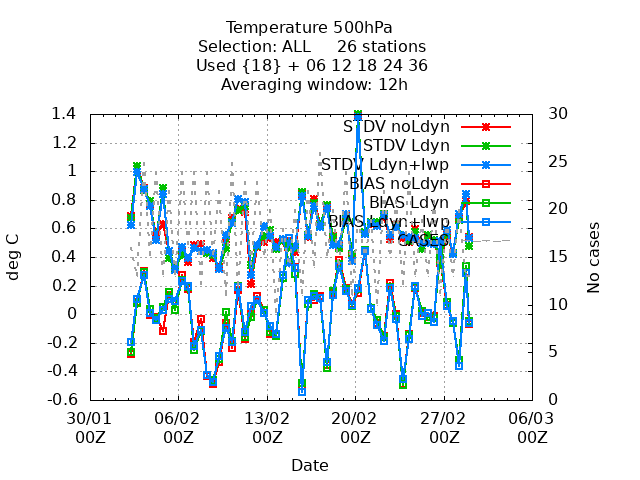 Temperature 500hPa
Selection: ALL     26 stations
Used {18} + 06 12 18 24 36
Averaging window: 12h
1.4
1.2
1
0.8
0.6
0.4
0.2
0
-0.2
-0.4
-0.6
deg C
STDV noLdyn
STDV Ldyn
STDV Ldyn+lwp
BIAS noLdyn
BIAS Ldyn
BIAS Ldyn+lwp
CASES
30
25
20
15
10
5
0
No cases
30/01 06/02 13/02 20/02 27/02 06/03
00Z 00Z 00Z 00Z 00Z 00Z
Date